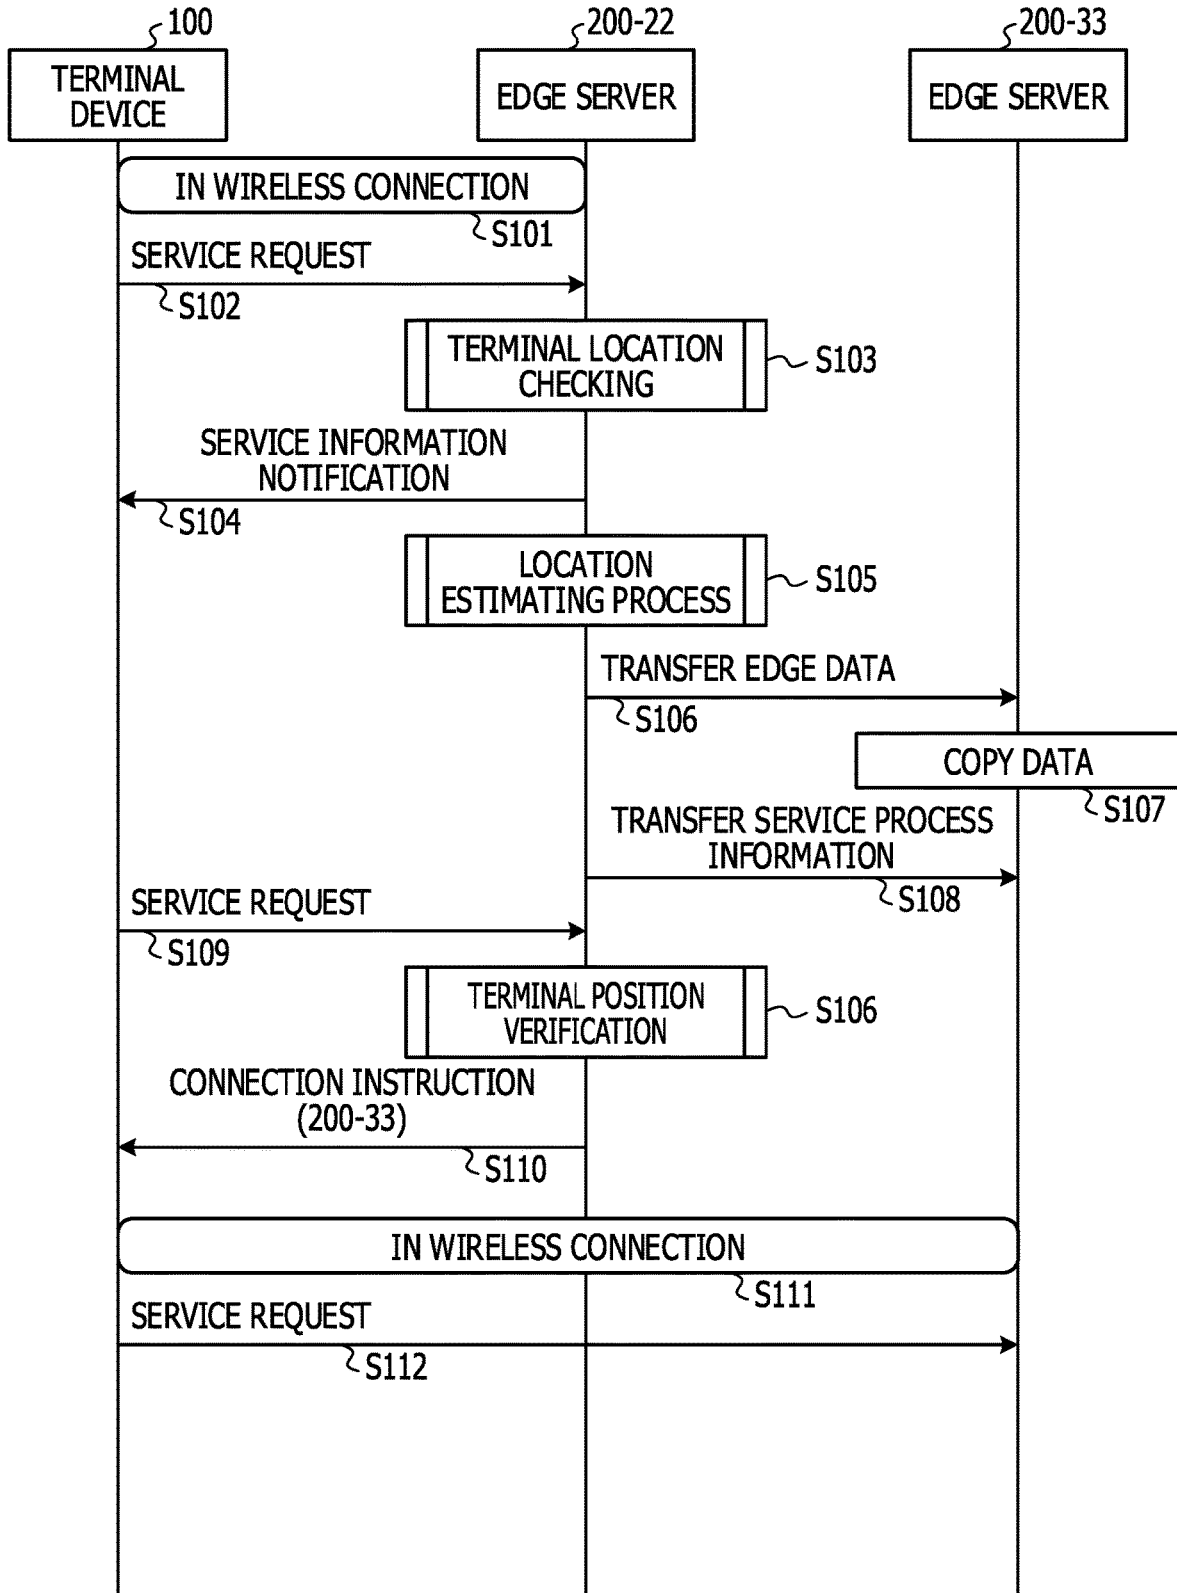 100
200-22
200-33
TERMINAL
DEVICE
EDGE SERVER
EDGE SERVER
IN WIRELESS CONNECTION
S101
SERVICE REQUEST
S102
TERMINAL LOCATION
CHECKING
S103
SERVICE INFORMATION
NOTIFICATION
S104
LOCATION
ESTIMATING PROCESS
S105
TRANSFER EDGE DATA
S106
COPY DATA
S107
TRANSFER SERVICE PROCESS
INFORMATION
S108
SERVICE REQUEST
S109
TERMINAL POSITION
VERIFICATION
S106
CONNECTION INSTRUCTION
(200-33)
S110
IN WIRELESS CONNECTION
S111
SERVICE REQUEST
S112